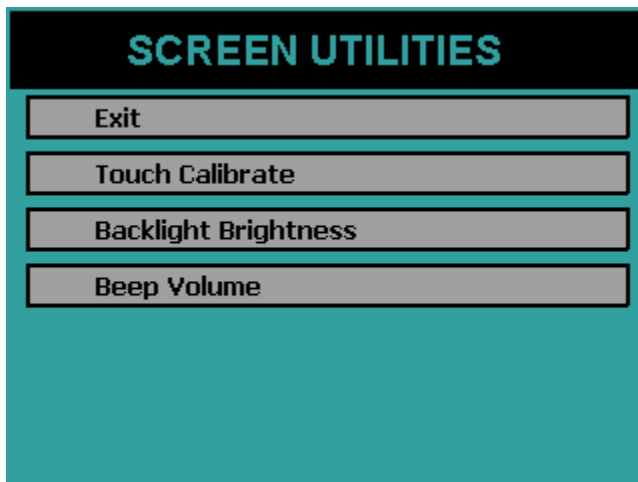 SCREEN UTILITIES
Exit
Touch Calibrate
Backlight Brightness
Beep Volume